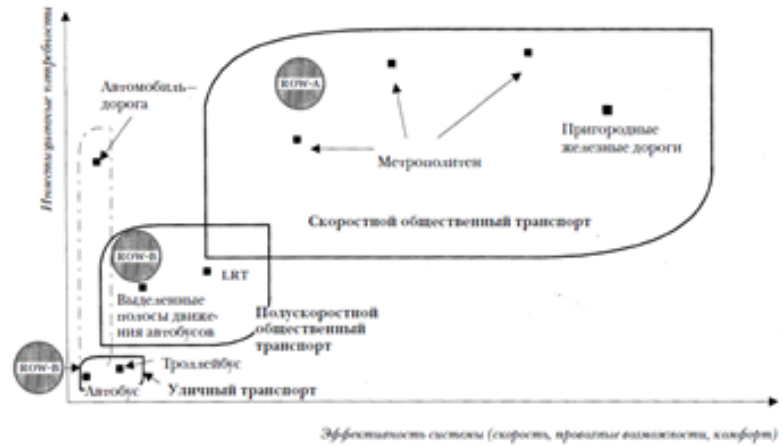 Инвестиционные потребности
Автомобиль—
дорога
ROW-A
Метрополитен
Пригородные
железные дороги
Скоростной общественный транспорт
ROW-B
LRT
Выделенные
полосы движе-
ния автобусов
Полускоростной
общественный
транспорт
ROW-B
Троллейбус
Автобус
Уличный транспорт
Эффективность системы (скорость, провозные возможности, комфорт)